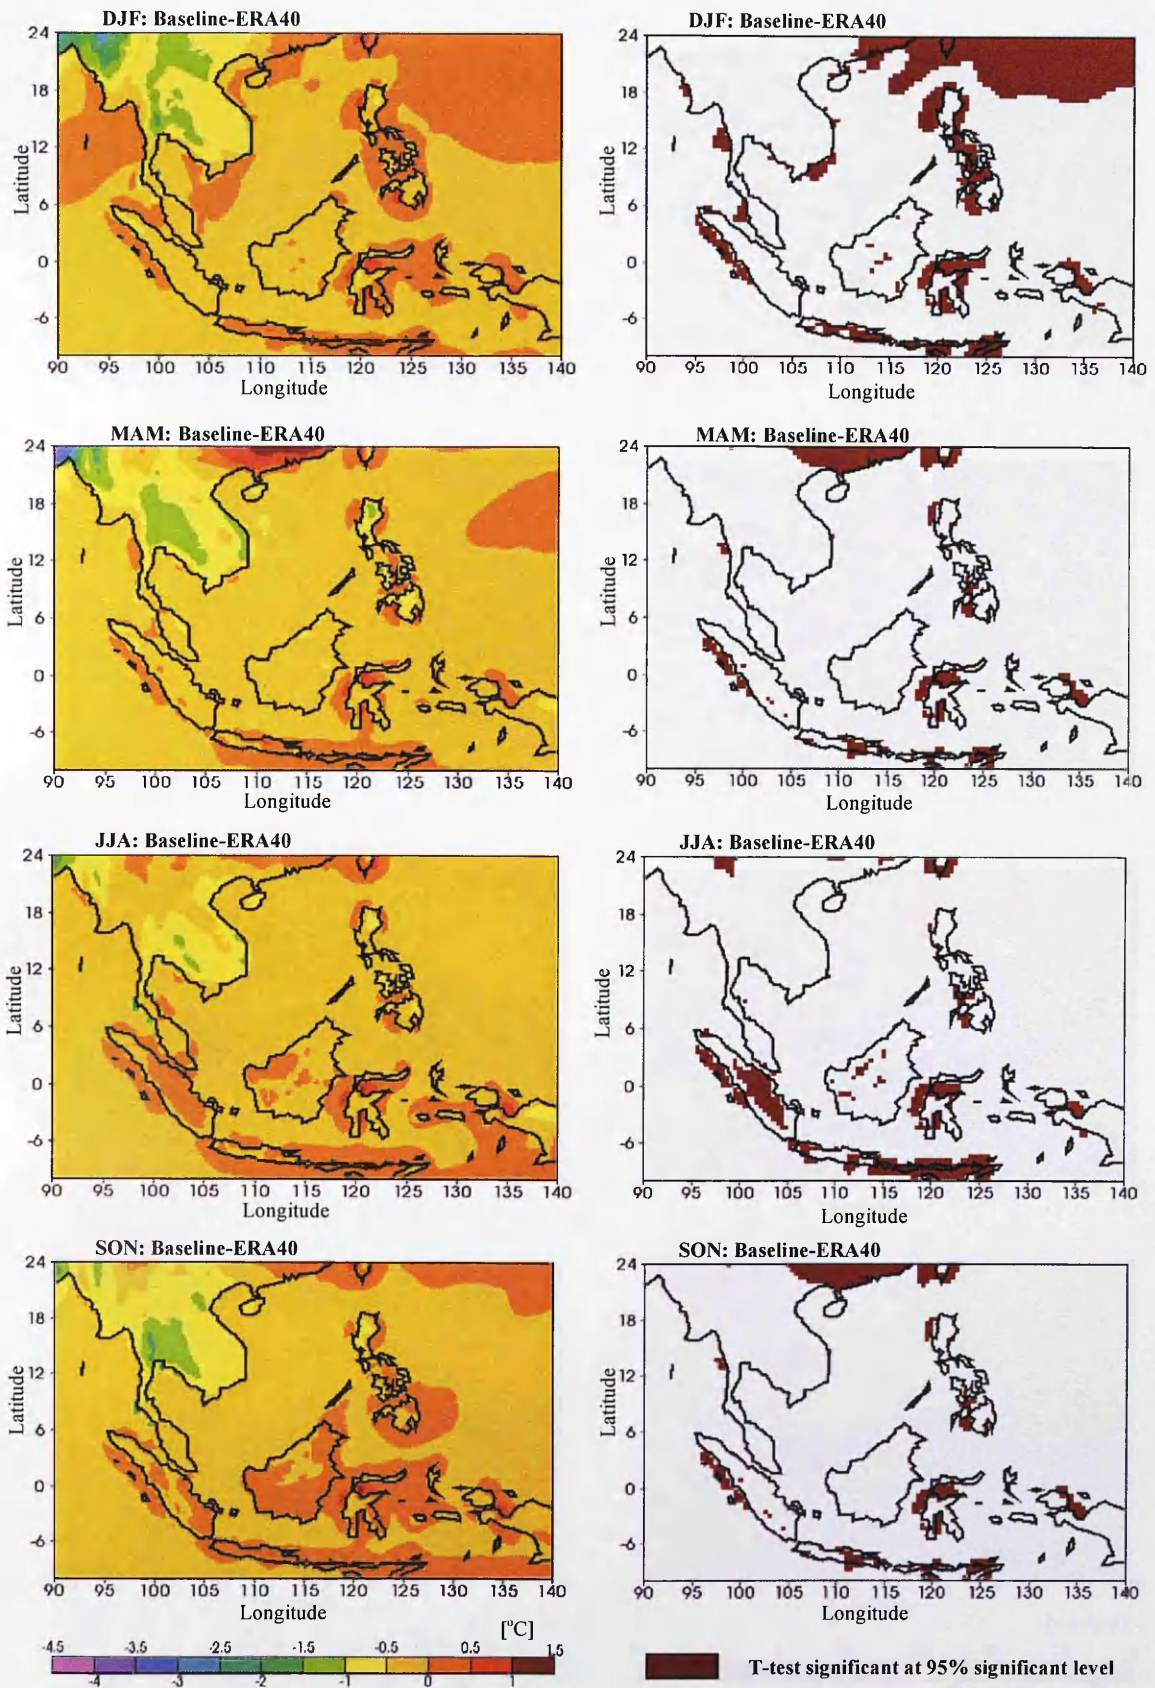 DJF: Baseline-ERA40
24
18
12
6
0
-6
Latitude
90 95 100 105 110 115 120 125 130 135 140
Longitude
DJF: Baseline-ERA40
24
18
12
6
0
-6
Latitude
90 95 100 105 110 115 120 125 130 135 140
Longitude
MAM: Baseline-ERA40
24
18
12
6
0
-6
Latitude
90 95 100 105 110 115 120 125 130 135 140
Longitude
MAM: Baseline-ERA40
24
18
12
6
0
-6
Latitude
90 95 100 105 110 115 120 125 130 135 140
Longitude
JJA: Baseline-ERA40
24
18
12
6
0
-6
Latitude
90 95 100 105 110 115 120 125 130 135 140
Longitude
JJA: Baseline-ERA40
24
18
12
6
0
-6
Latitude
90 95 100 105 110 115 120 125 130 135 140
Longitude
SON: Baseline-ERA40
24
18
12
6
0
-6
Latitude
90 95 100 105 110 115 120 125 130 135 140
Longitude
SON: Baseline-ERA40
24
18
12
6
0
-6
Latitude
90 95 100 105 110 115 120 125 130 135 140
Longitude
[°C]
-4.5 -3.5 -2.5 -1.5 -0.5 0.5 1.5
-4 -3 -2 -1 0 1
T-test significant at 95% significant level